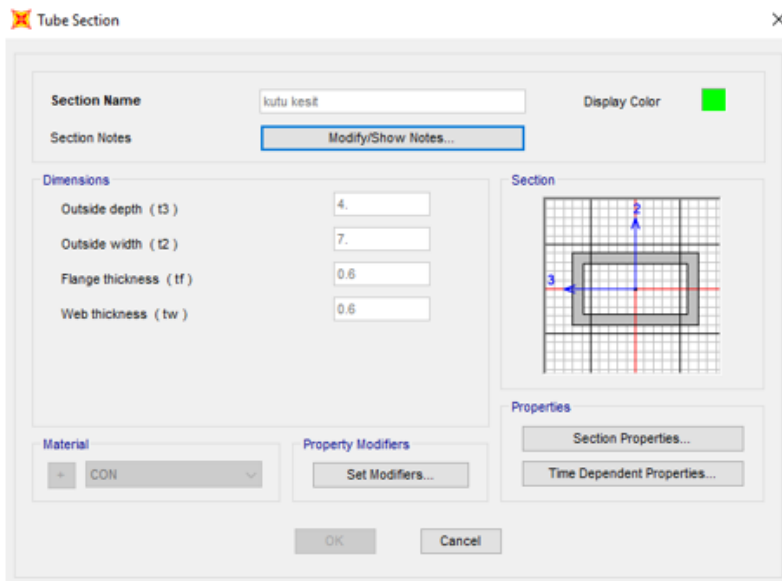 Tube Section
Section Name kutu kesit Display Color
Section Notes Modify/Show Notes...
Dimensions
Outside depth ( t3 ) 4.
Outside width ( t2 ) 7.
Flange thickness ( tf ) 0.6
Web thickness ( tw ) 0.6
Section
2
3
Properties
Section Properties...
Time Dependent Properties...
Material
+ CON
Property Modifiers
Set Modifiers...
OK Cancel